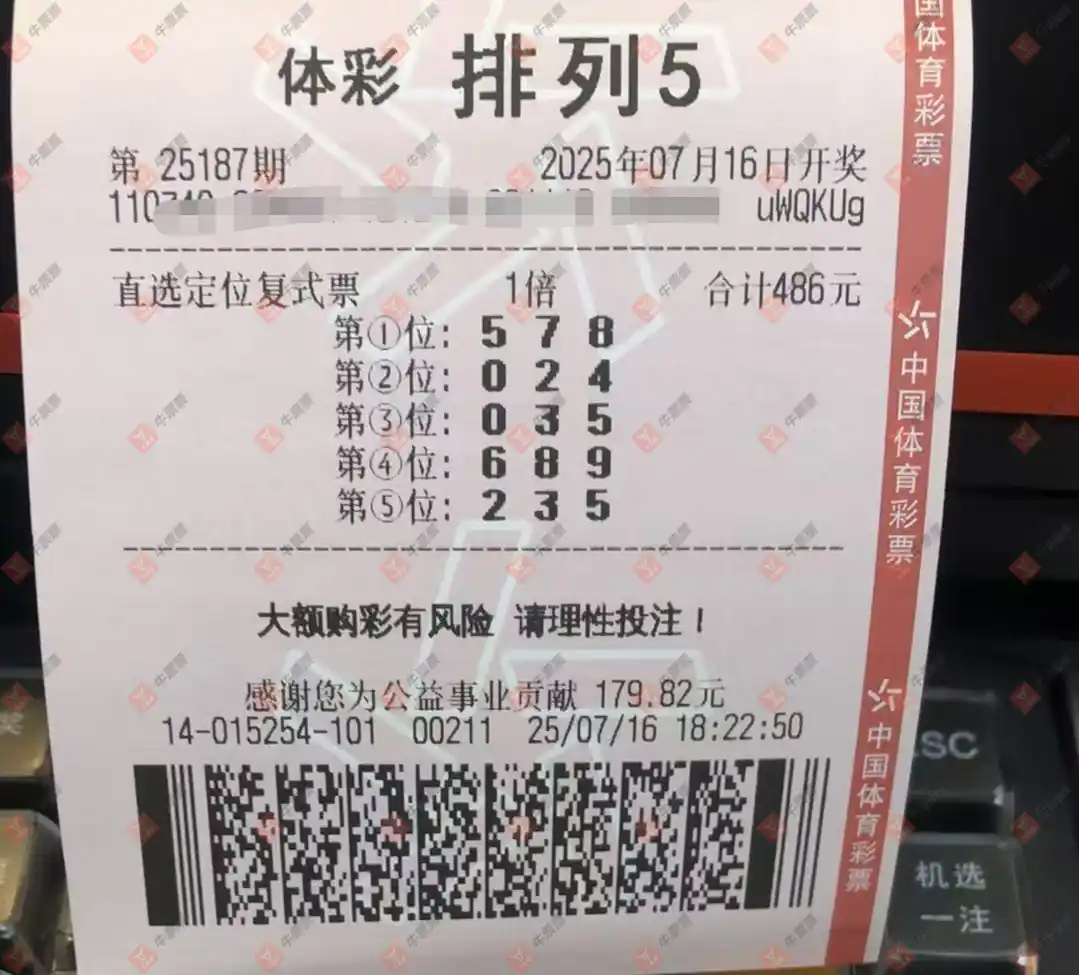 体彩 排列5
第 25187期 2025年07月16日开奖
110 uWQKUg
直选定位复式票 1倍 合计486元
第①位: 5 7 8
第②位: 0 2 4
第③位: 0 3 5
第④位: 6 8 9
第⑤位: 2 3 5
大额购彩有风险 请理性投注!
感谢您为公益事业贡献 179.82元
14-015254-101 00211 25/07/16 18:22:50
国体育彩票
中国体育彩票
中国体育彩票
SC
机选
一注